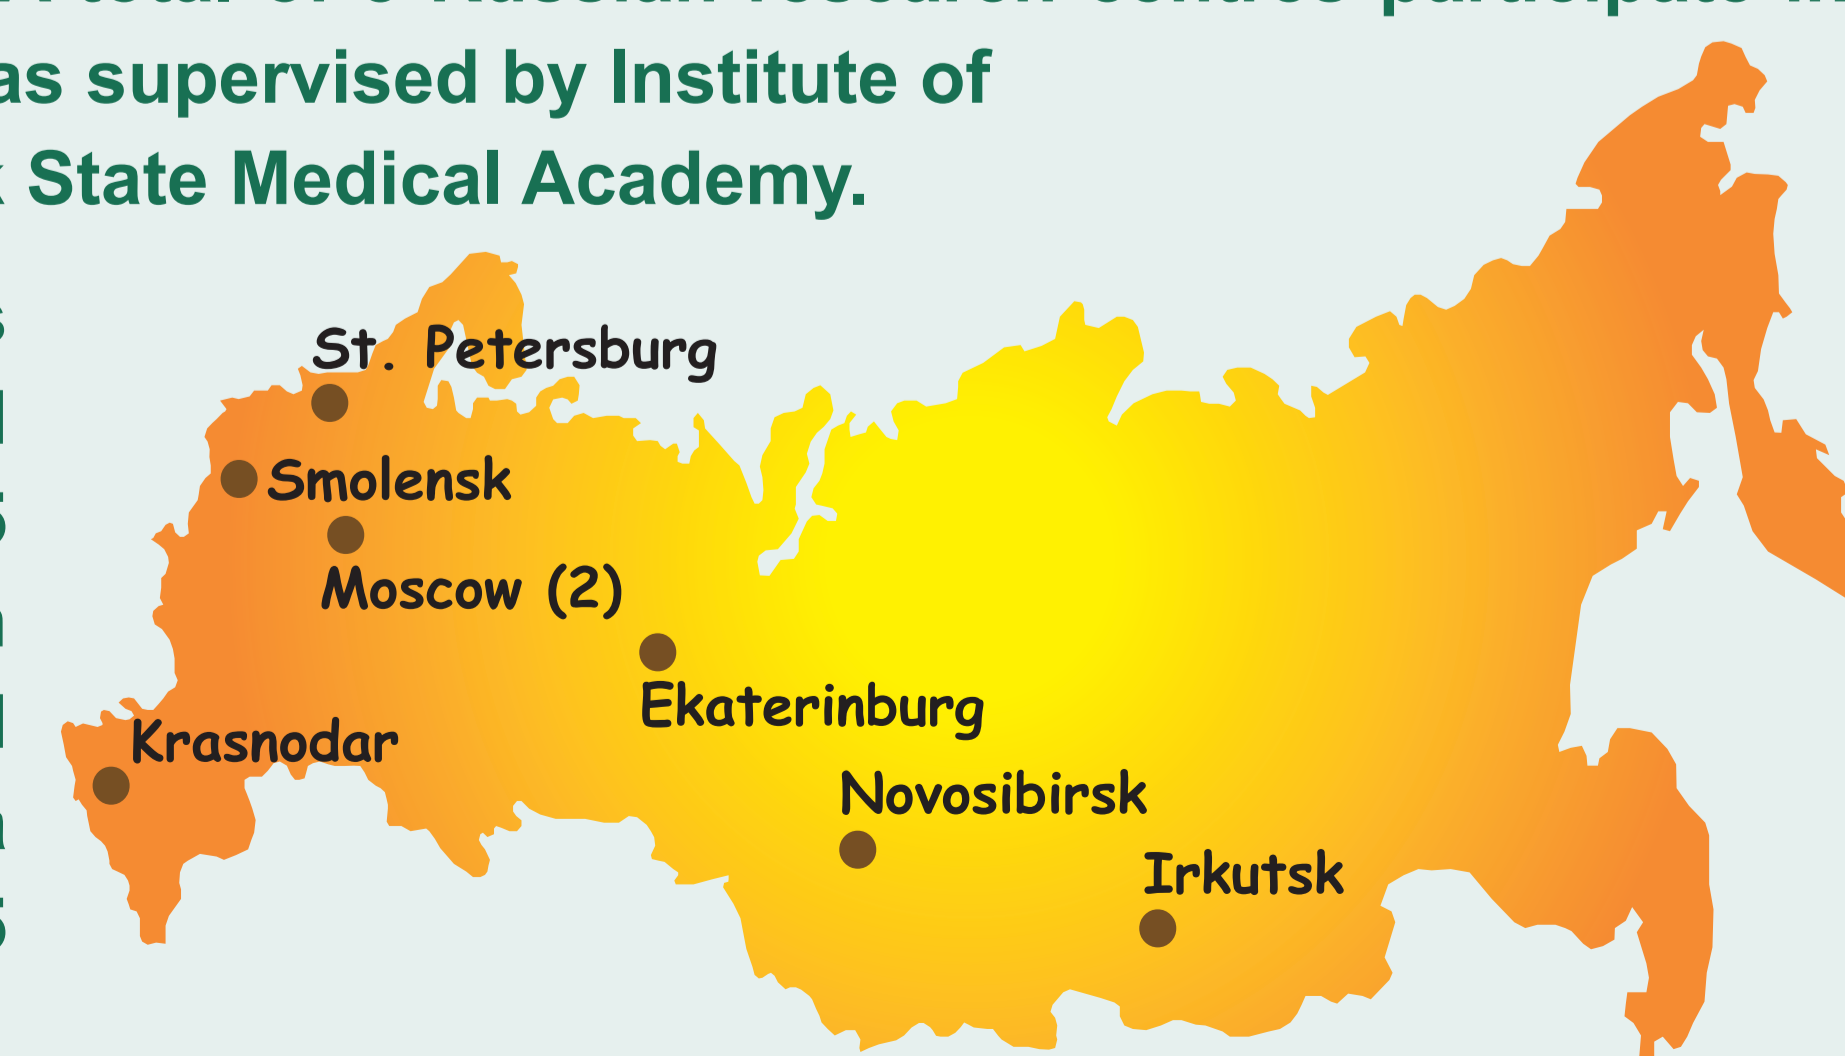 as supervised by Institute of
State Medical Academy.
St. Petersburg
Smolensk
Moscow (2)
Ekaterinburg
Krasnodar
Novosibirsk
Irkutsk